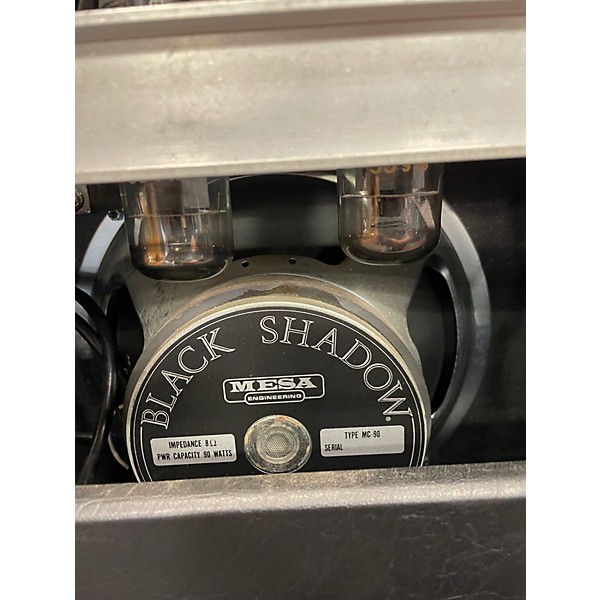 BLACK SHADOW®
MESA
ENGINEERING
IMPEDANCE 8Ω
PWR CAPACITY 90 WATTS
TYPE MC-90
SERIAL